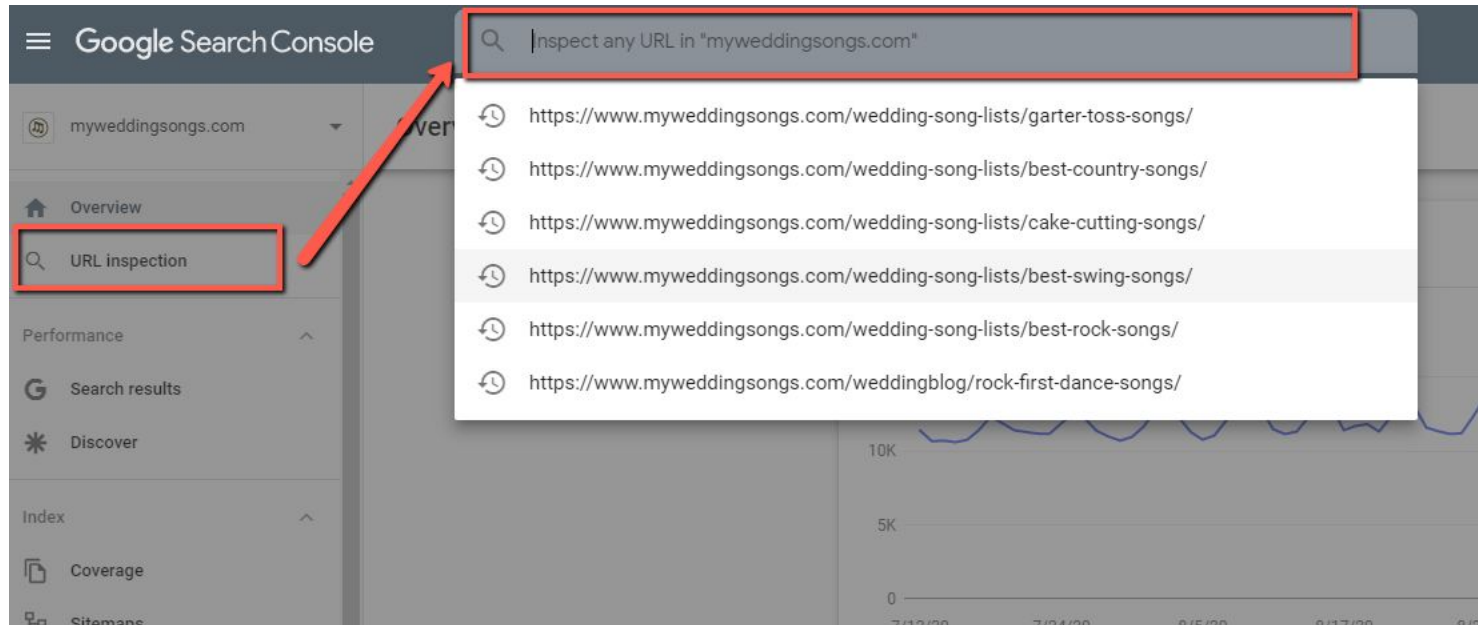 Google Search Console
Inspect any URL in "myweddingsongs.com"
myweddingsongs.com
Over
https://www.myweddingsongs.com/wedding-song-lists/garter-toss-songs/
https://www.myweddingsongs.com/wedding-song-lists/best-country-songs/
https://www.myweddingsongs.com/wedding-song-lists/cake-cutting-songs/
https://www.myweddingsongs.com/wedding-song-lists/best-swing-songs/
https://www.myweddingsongs.com/wedding-song-lists/best-rock-songs/
https://www.myweddingsongs.com/weddingblog/rock-first-dance-songs/
Overview
URL inspection
Performance
Search results
Discover
Index
Coverage
Sitemaps
10K
5K
0